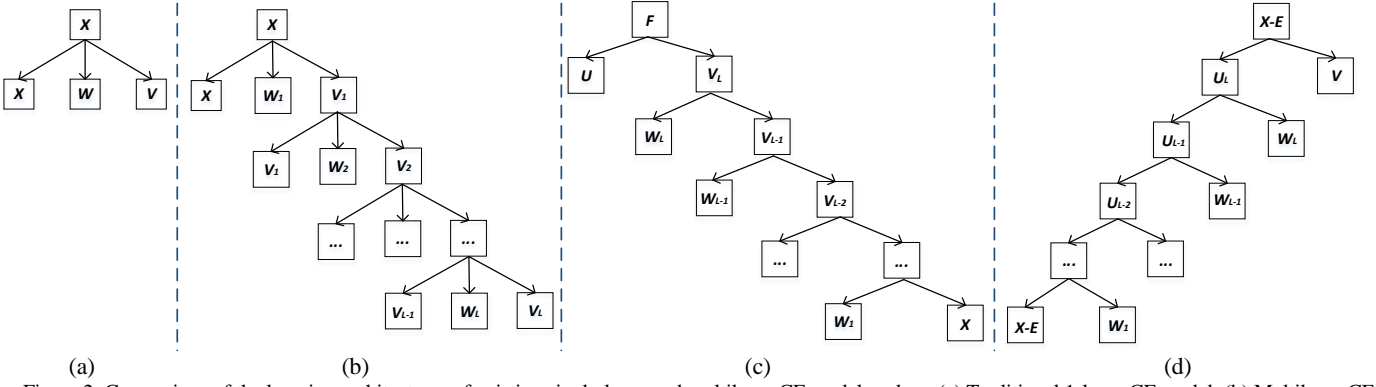 X
X W V
(a)
X
X W1 V1
V1 W2 V2
... ... ...
VL-1 WL VL
(b)
F
U VL
WL VL-1
WL-1 VL-2
... ...
W1 X
(c)
X-E
UL V
UL-1 WL
UL-2 WL-1
... ...
X-E W1
(d)